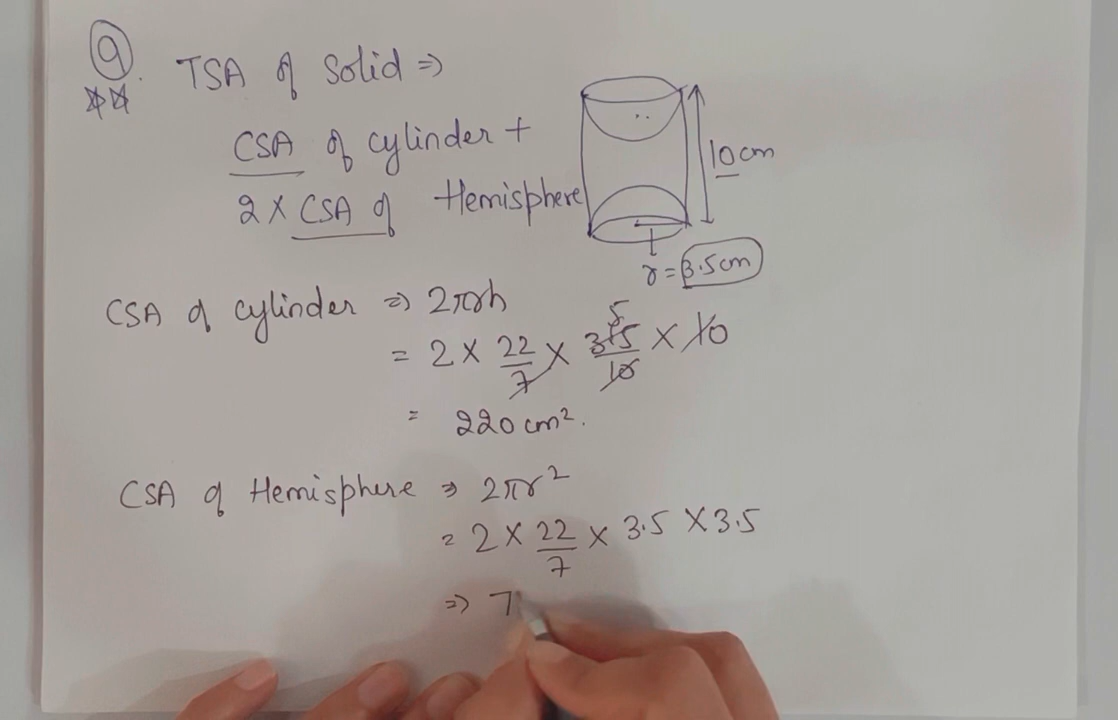 9. TSA of Solid ⇒
CSA of cylinder +
2 × CSA of Hemisphere
10cm
r = 3.5cm
CSA of cylinder ⇒ 2πrh
= 2 × 22/7 × 35/10 × 10
5
= 220 cm².
CSA of Hemisphere ⇒ 2πr²
= 2 × 22/7 × 3.5 × 3.5
⇒ 7